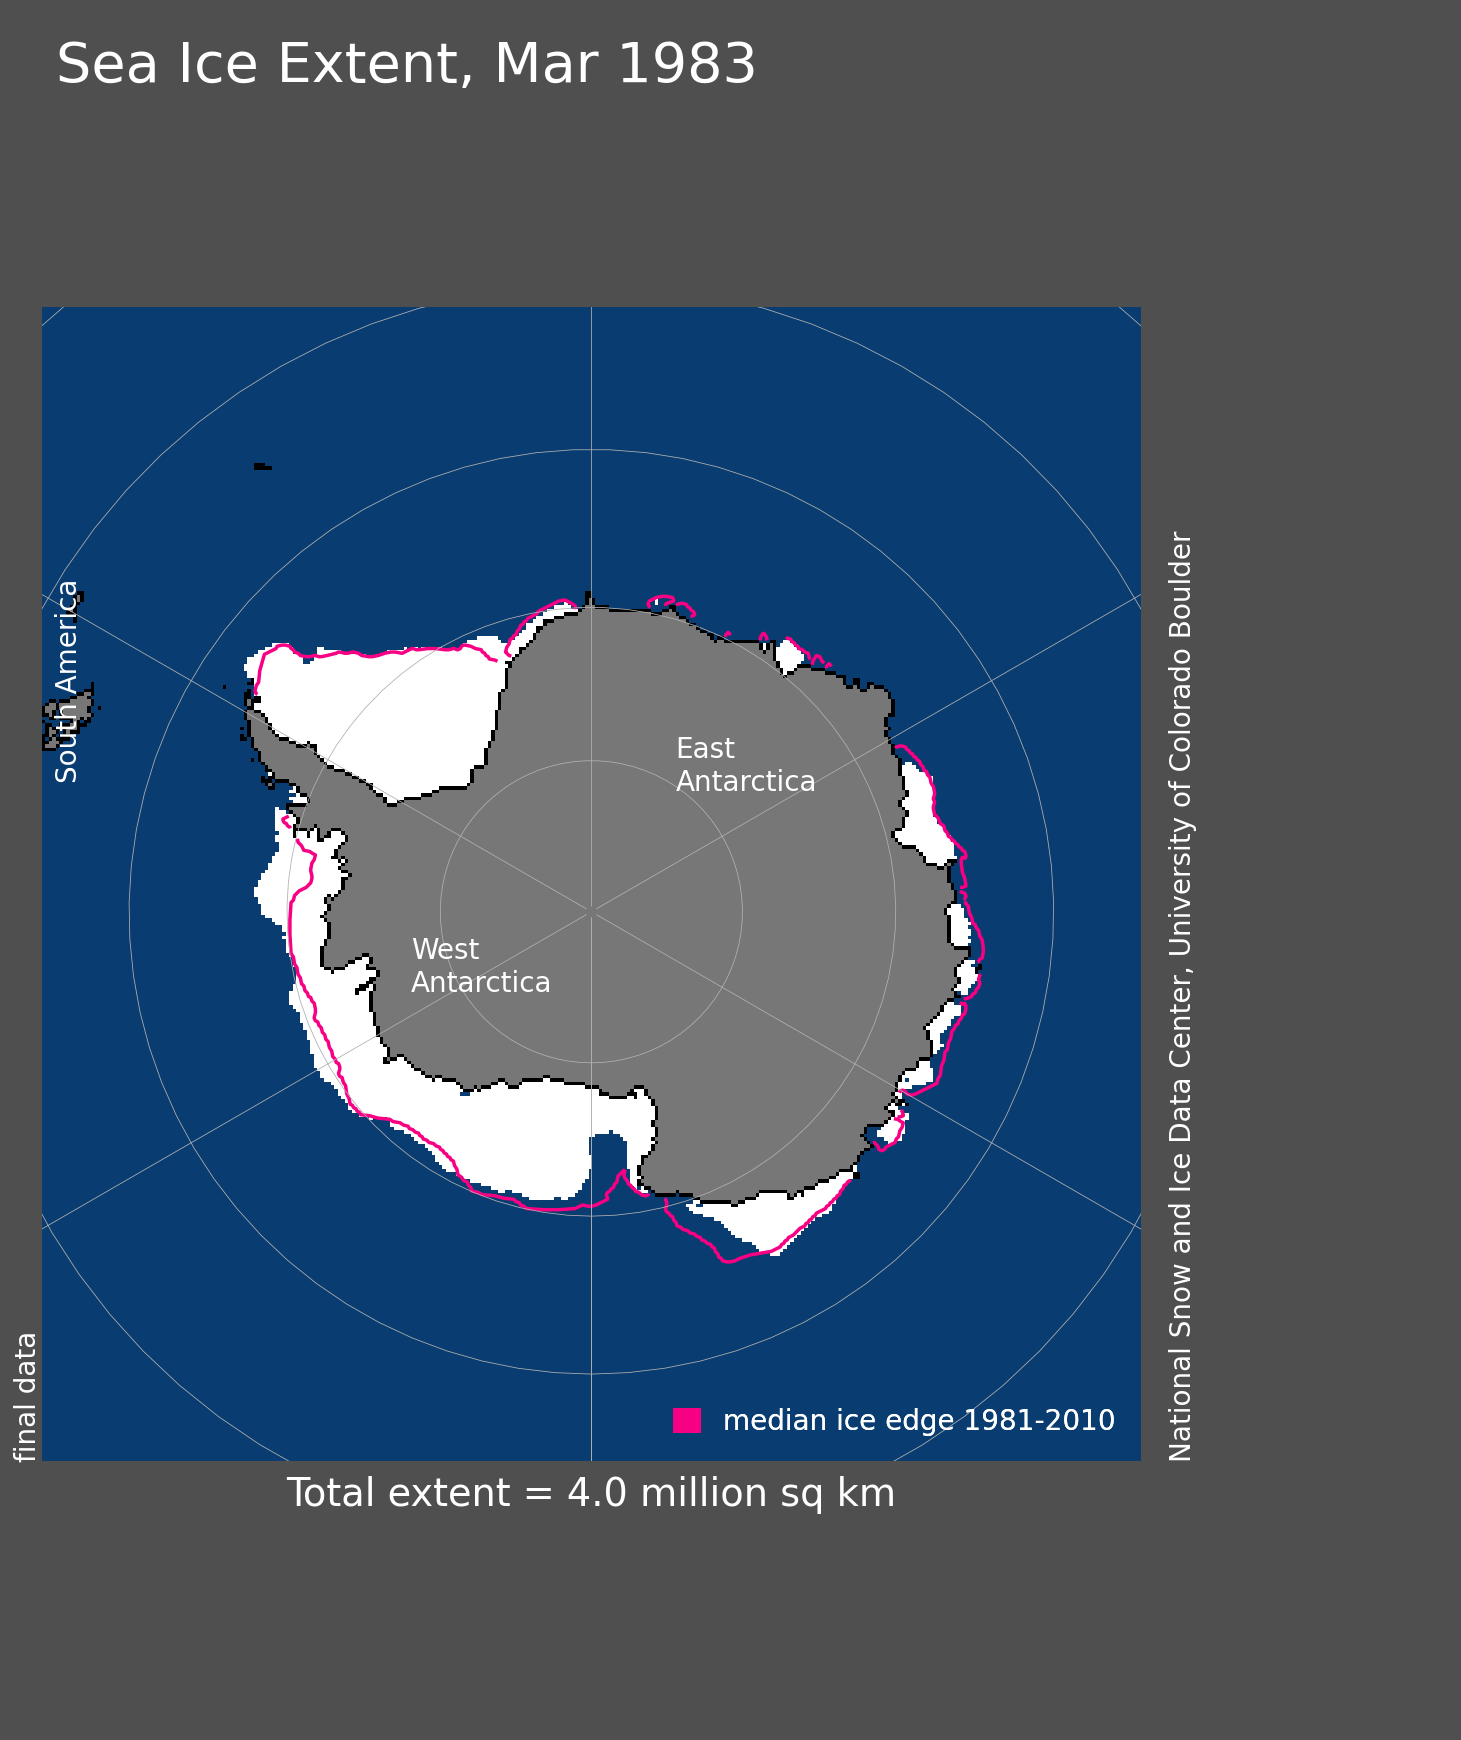 Sea Ice Extent, Mar 1983
South America
East
Antarctica
West
Antarctica
National Snow and Ice Data Center, University of Colorado Boulder
final data
median ice edge 1981-2010
Total extent = 4.0 million sq km